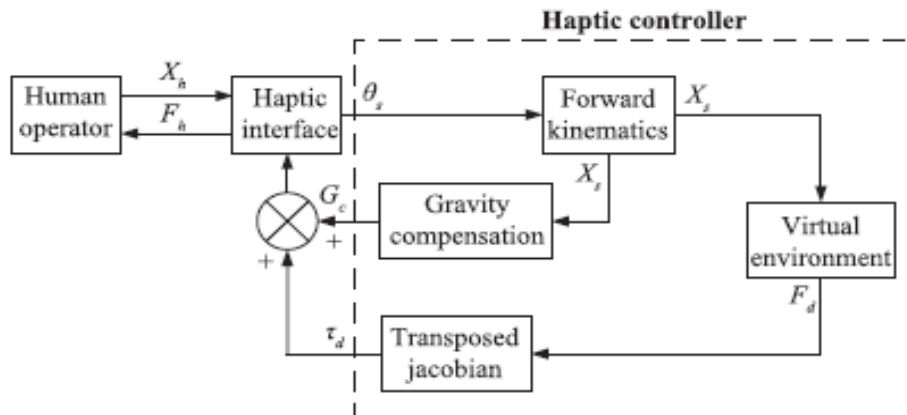 Haptic controller
X_h
Human
operator
F_h
Haptic
interface
θ_s
Forward
kinematics
X_s
X_s
G_c
+
Gravity
compensation
Virtual
environment
+
F_d
τ_d
Transposed
jacobian